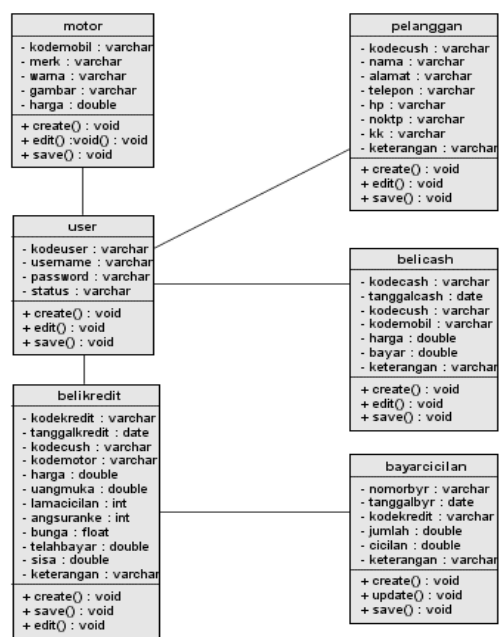 motor
- kodemobil : varchar
- merk : varchar
- warna : varchar
- gambar : varchar
- harga : double
+ create() : void
+ edit() :void() : void
+ save() : void
pelanggan
- kodecush : varchar
- nama : varchar
- alamat : varchar
- telepon : varchar
- hp : varchar
- noktp : varchar
- kk : varchar
- keterangan : varchar
+ create() : void
+ edit() : void
+ save() : void
user
- kodeuser : varchar
- username : varchar
- password : varchar
- status : varchar
+ create() : void
+ edit() : void
+ save() : void
belicash
- kodecash : varchar
- tanggalcash : date
- kodecush : varchar
- kodemobil : varchar
- harga : double
- bayar : double
- keterangan : varchar
+ create() : void
+ edit() : void
+ save() : void
belikredit
- kodekredit : varchar
- tanggalkredit : date
- kodecush : varchar
- kodemotor : varchar
- harga : double
- uangmuka : double
- lamacicilan : int
- angsuranke : int
- bunga : float
- telahbayar : double
- sisa : double
- keterangan : varchar
+ create() : void
+ save() : void
+ edit() : void
bayarcicilan
- nomorbyr : varchar
- tanggalbyr : date
- kodekredit : varchar
- jumlah : double
- cicilan : double
- keterangan : varchar
+ create() : void
+ update() : void
+ save() : void